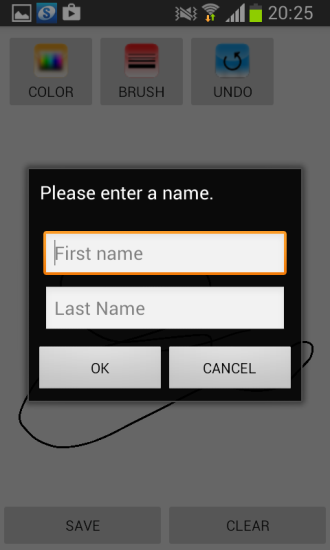 20:25
COLOR
BRUSH
UNDO
Please enter a name.
First name
Last Name
OK
CANCEL
SAVE
CLEAR